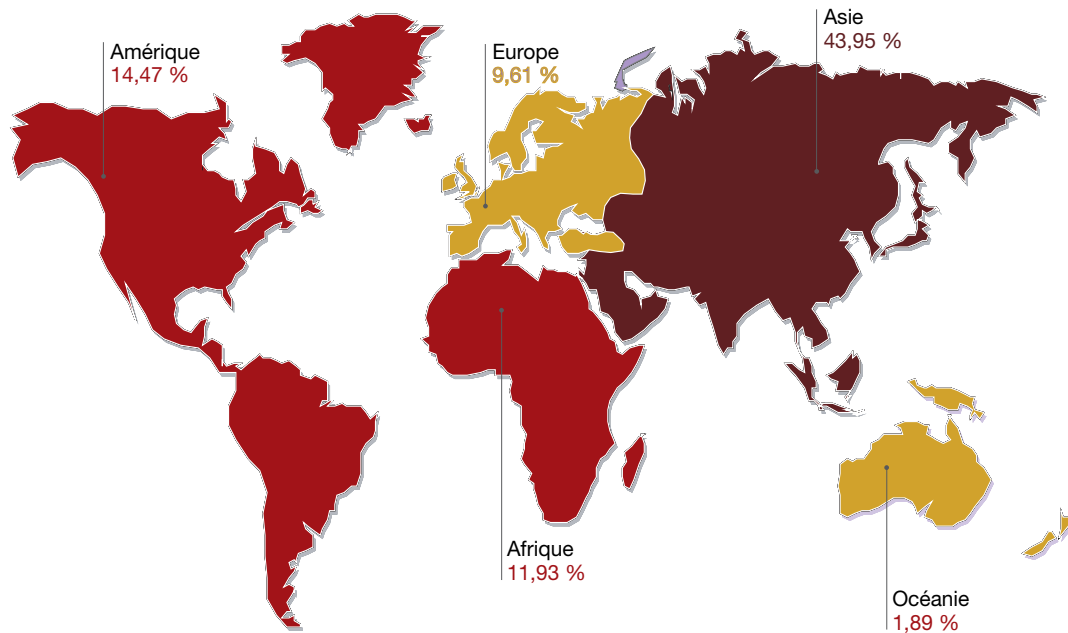 Amérique
14,47 %
Europe
9,61 %
Asie
43,95 %
Afrique
11,93 %
Océanie
1,89 %